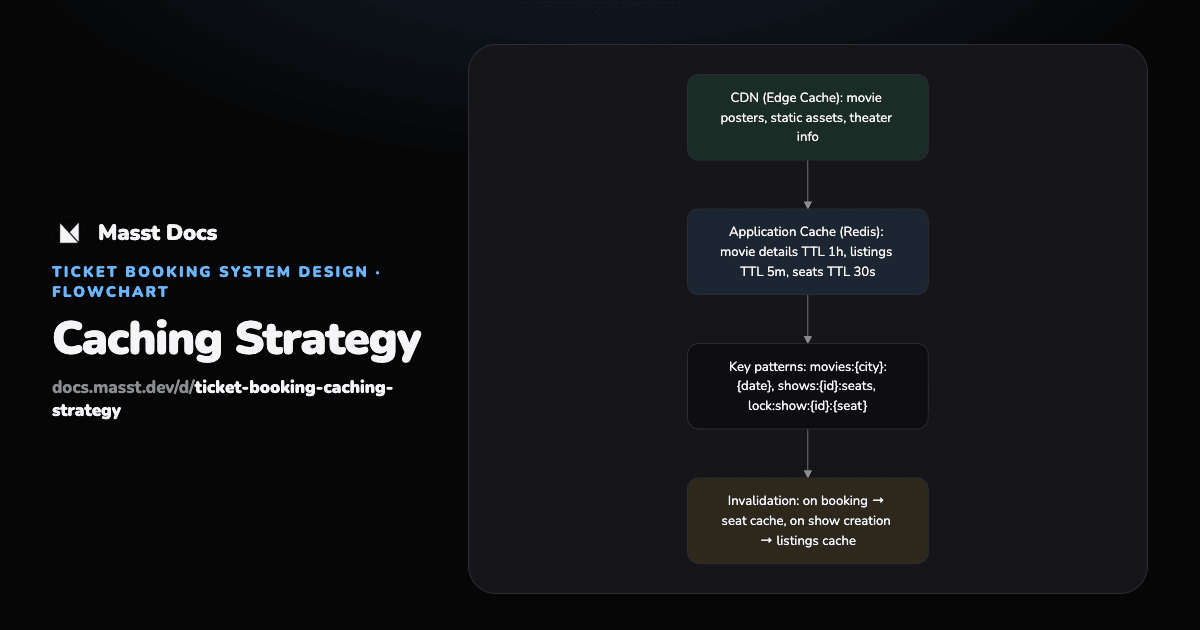 Masst Docs
TICKET BOOKING SYSTEM DESIGN ·
FLOWCHART
Caching Strategy
docs.masst.dev/d/ticket-booking-caching-
strategy
CDN (Edge Cache): movie
posters, static assets, theater
info
Application Cache (Redis):
movie details TTL 1h, listings
TTL 5m, seats TTL 30s
Key patterns: movies:{city}:
{date}, shows:{id}:seats,
lock:show:{id}:{seat}
Invalidation: on booking →
seat cache, on show creation
→ listings cache